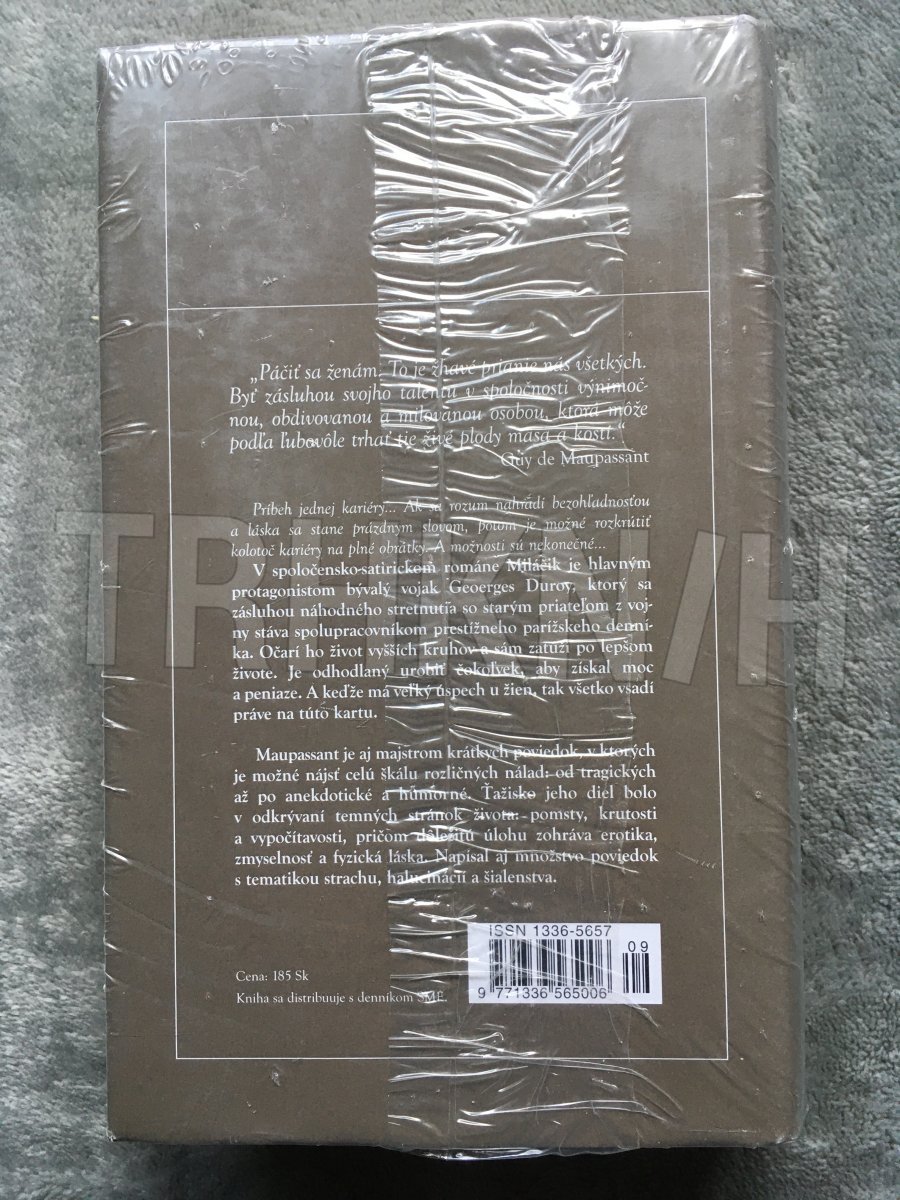 „Páčiť sa ženám. To je žhavé prianie nás všetkých.
Byť zásluhou svojho talentu v spoločnosti výnimoč-
nou, obdivovanou a milovanou osobou, ktorá môže
podľa ľubovôle trhať tie živé plody mäsa a kostí.“
Guy de Maupassant
Príbeh jednej kariéry... Ak sa rozum nahradí bezohľadnosťou
a láska sa stane prázdnym slovom, potom je možné rozkrútiť
kolotoč kariéry na plné obrátky. A možnosti sú nekonečné...
V spoločensko-satirickom románe Miláčik je hlavným
protagonistom bývalý vojak Geoerges Duroy, ktorý sa
zásluhou náhodného stretnutia so starým priateľom z voj-
ny stáva spolupracovníkom prestížneho parížskeho denní-
ka. Očarí ho život vyšších kruhov a sám zatúži po lepšom
živote. Je odhodlaný urobiť čokoľvek, aby získal moc
a peniaze. A keďže má veľký úspech u žien, tak všetko vsadí
práve na túto kartu.
Maupassant je aj majstrom krátkych poviedok, v ktorých
je možné nájsť celú škálu rozličných nálad: od tragických
až po anekdotické a humorné. Ťažisko jeho diel bolo
v odkrývaní temných stránok života: pomsty, krutosti
a vypočítavosti, pričom dôležitú úlohu zohráva erotika,
zmyselnosť a fyzická láska. Napísal aj množstvo poviedok
s tematikou strachu, halucinácií a šialenstva.
ISSN 1336-5657
09
9 771336 565006
Cena: 185 Sk
Kniha sa distribuuje s denníkom SME
TRHKNIH